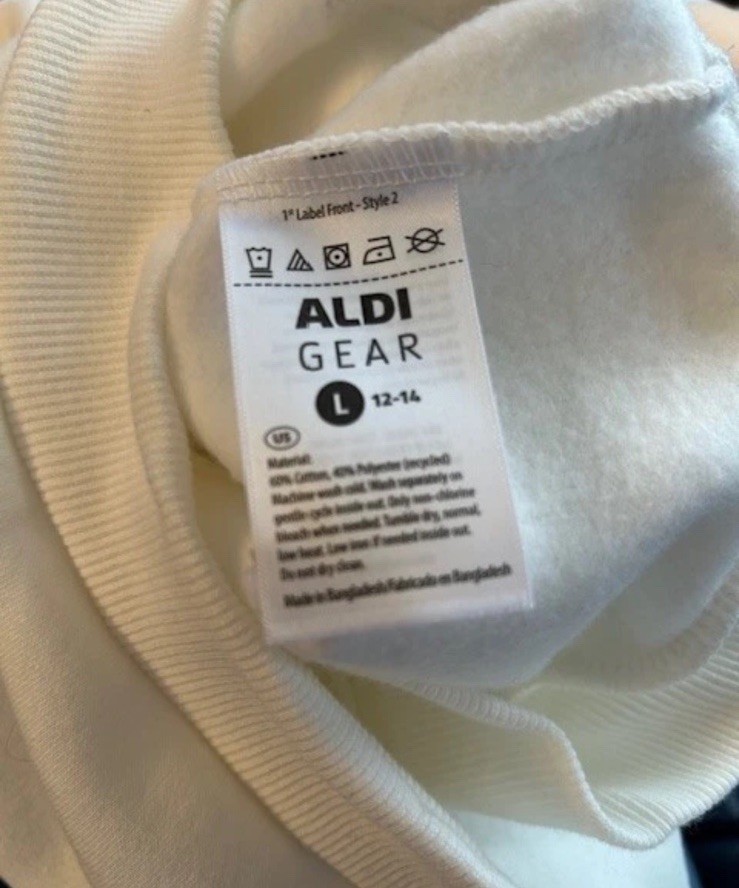 1st Label Front - Style 2
ALDI
GEAR
L 12-14
US
Material:
60% Cotton, 40% Polyester (recycled)
Machine wash cold. Wash separately on
gentle cycle inside out. Only non-chlorine
bleach when needed. Tumble dry, normal,
low heat. Low iron if needed inside out.
Do not dry clean.
Made in Bangladesh/Fabricado en Bangladesh